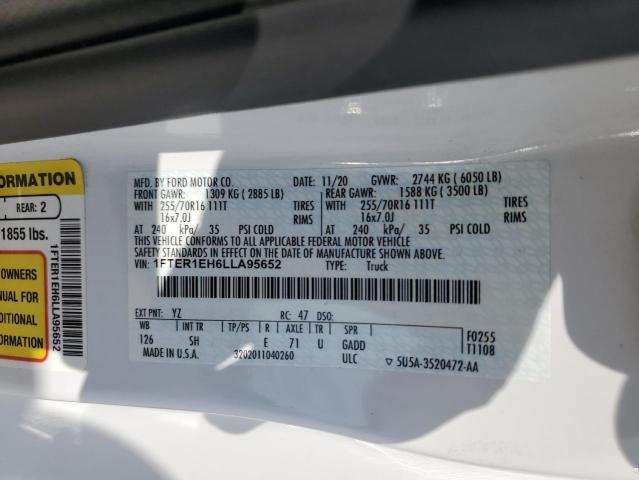 FORMATION
REAR: 2
1855 lbs.
OWNERS
NUAL FOR
DITIONAL
ORMATION
1FTER1EH6LLA95652
MFD. BY FORD MOTOR CO. 11/20 GVWR: 2744 KG ( 6050 LB)
FRONT GAWR: 1309 KG ( 2885 LB) REAR GAWR: 1588 KG ( 3500 LB)
WITH 255/70R16 111T TIRES WITH 255/70R16 111T TIRES
16x7.0J RIMS 16x7.0J RIMS
AT 240 kPa/ 35 PSI COLD AT 240 kPa/ 35 PSI COLD
THIS VEHICLE CONFORMS TO ALL APPLICABLE FEDERAL MOTOR VEHICLE
SAFETY STANDARDS IN EFFECT ON THE DATE OF MANUFACTURE SHOWN ABOVE.
VIN: 1FTER1EH6LLA95652 TYPE: Truck
EXT PNT: YZ RC: 47 DSO:
WB INT TR TP/PS R AXLE TR SPR F0255
126 SH E 71 U GADD T1108
MADE IN U.S.A. 3202011040260 ULC ▽ 5U5A-3520472-AA